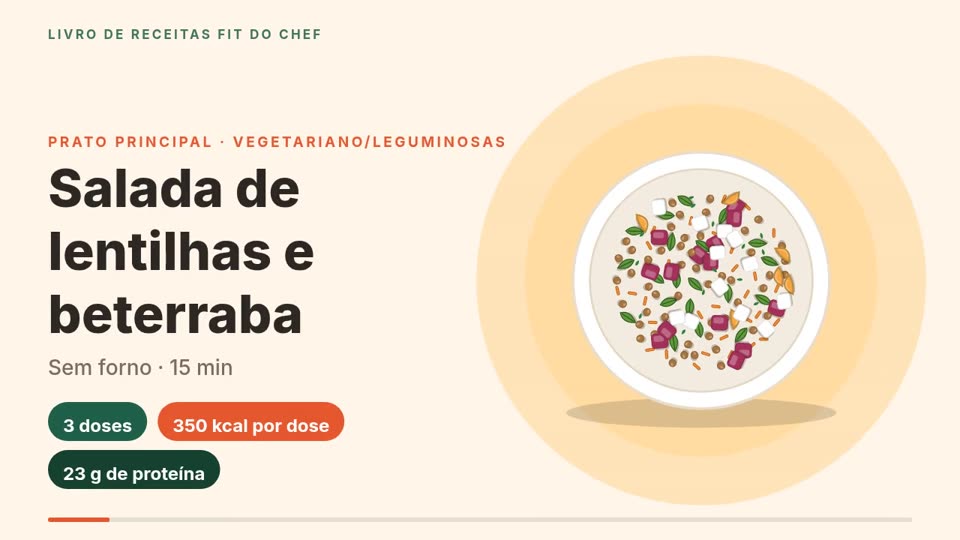 LIVRO DE RECEITAS FIT DO CHEF
PRATO PRINCIPAL · VEGETARIANO/LEGUMINOSAS
Salada de
lentilhas e
beterraba
Sem forno · 15 min
3 doses
350 kcal por dose
23 g de proteína